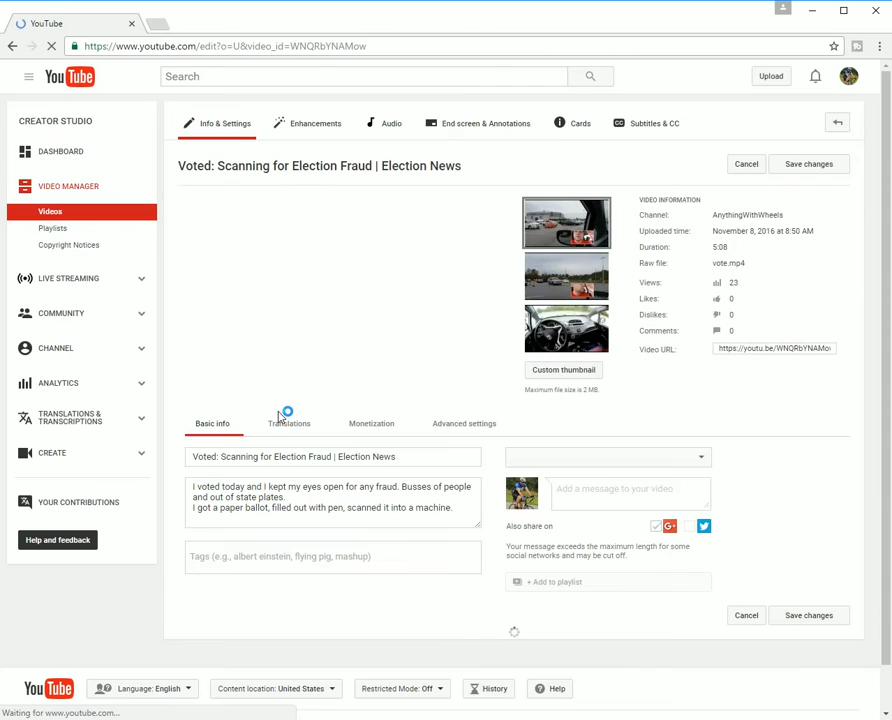 YouTube
https://www.youtube.com/edit?o=U&video_id=WNQRbYNAMow
YouTube
Search
Upload
CREATOR STUDIO
DASHBOARD
VIDEO MANAGER
Videos
Playlists
Copyright Notices
LIVE STREAMING
COMMUNITY
CHANNEL
ANALYTICS
TRANSLATIONS &
TRANSCRIPTIONS
CREATE
YOUR CONTRIBUTIONS
Help and feedback
Info & Settings
Enhancements
Audio
End screen & Annotations
Cards
CC Subtitles & CC
Voted: Scanning for Election Fraud | Election News
Cancel
Save changes
Custom thumbnail
Maximum file size is 2 MB.
VIDEO INFORMATION
Channel: AnythingWithWheels
Uploaded time: November 8, 2016 at 8:50 AM
Duration: 5:08
Raw file: vote.mp4
Views: 23
Likes: 0
Dislikes: 0
Comments: 0
Video URL: https://youtu.be/WNQRbYNAMow
Basic info
Translations
Monetization
Advanced settings
Voted: Scanning for Election Fraud | Election News
I voted today and I kept my eyes open for any fraud. Busses of people
and out of state plates.
I got a paper ballot, filled out with pen, scanned it into a machine.
Tags (e.g., albert einstein, flying pig, mashup)
Add a message to your video
Also share on
G+
Your message exceeds the maximum length for some
social networks and may be cut off.
+ Add to playlist
Cancel
Save changes
YouTube
Language: English
Content location: United States
Restricted Mode: Off
History
Help
Waiting for www.youtube.com...